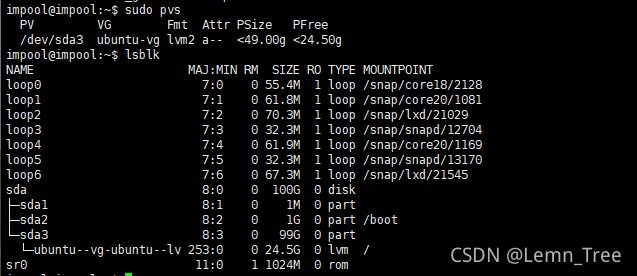 impool@impool:~$ sudo pvs
  PV         VG        Fmt  Attr PSize   PFree
  /dev/sda3  ubuntu-vg lvm2 a--  <49.00g <24.50g
impool@impool:~$ lsblk
NAME                      MAJ:MIN RM  SIZE RO TYPE MOUNTPOINT
loop0                       7:0    0 55.4M  1 loop /snap/core18/2128
loop1                       7:1    0 61.8M  1 loop /snap/core20/1081
loop2                       7:2    0 70.3M  1 loop /snap/lxd/21029
loop3                       7:3    0 32.3M  1 loop /snap/snapd/12704
loop4                       7:4    0 61.9M  1 loop /snap/core20/1169
loop5                       7:5    0 32.5M  1 loop /snap/snapd/13170
loop6                       7:6    0 67.3M  1 loop /snap/lxd/21545
sda                         8:0    0  100G  0 disk
├─sda1                      8:1    0    1M  0 part
├─sda2                      8:2    0    1G  0 part /boot
└─sda3                      8:3    0   99G  0 part
  └─ubuntu--vg-ubuntu--lv 253:0    0 24.5G  0 lvm  /
sr0                        11:0    1 1024M  0 rom
CSDN @Lemn_Tree